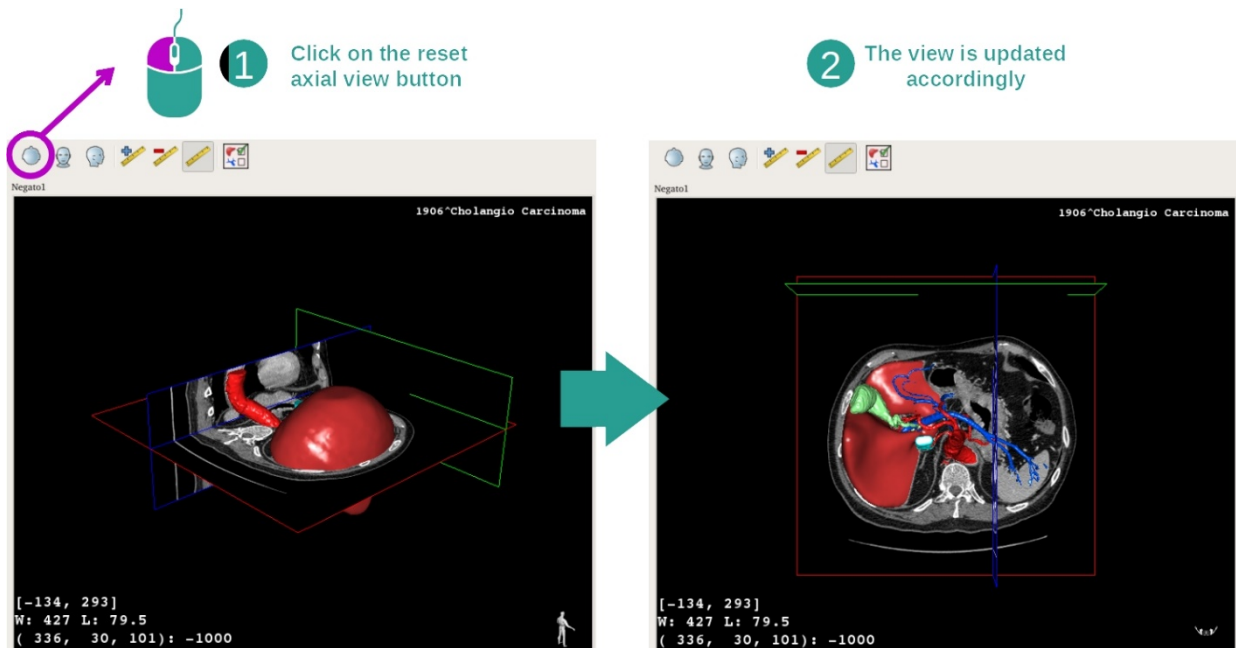 1
Click on the reset
axial view button
2
The view is updated
accordingly
Negato1
1906^Cholangio Carcinoma
[-134, 293]
W: 427 L: 79.5
( 336,  30, 101): -1000
Negato1
1906^Cholangio Carcinoma
[-134, 293]
W: 427 L: 79.5
( 336,  30, 101): -1000